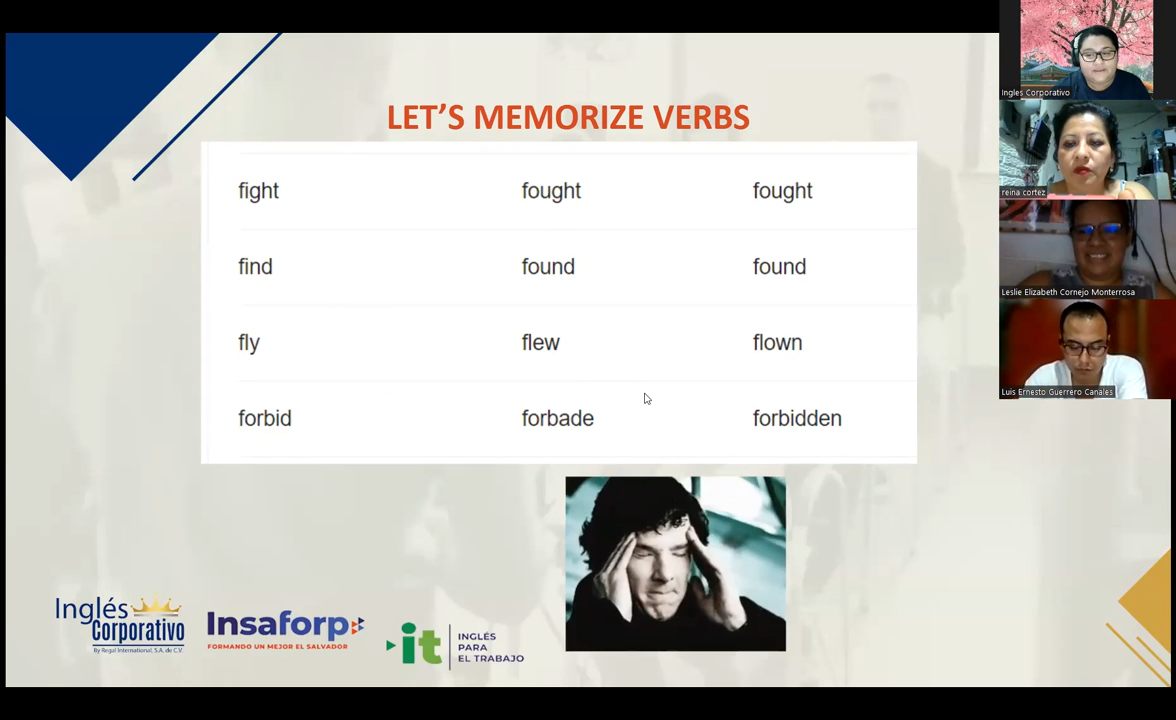 LET'S MEMORIZE VERBS
fight fought fought
find found found
fly flew flown
forbid forbade forbidden
Inglés
Corporativo
By Regal International, S.A. de C.V.
Insaforp
FORMANDO UN MEJOR EL SALVADOR
it
INGLÉS
PARA
EL TRABAJO
Ingles Corporativo
reina cortez
Leslie Elizabeth Cornejo Monterrosa
Luis Ernesto Guerrero Canales